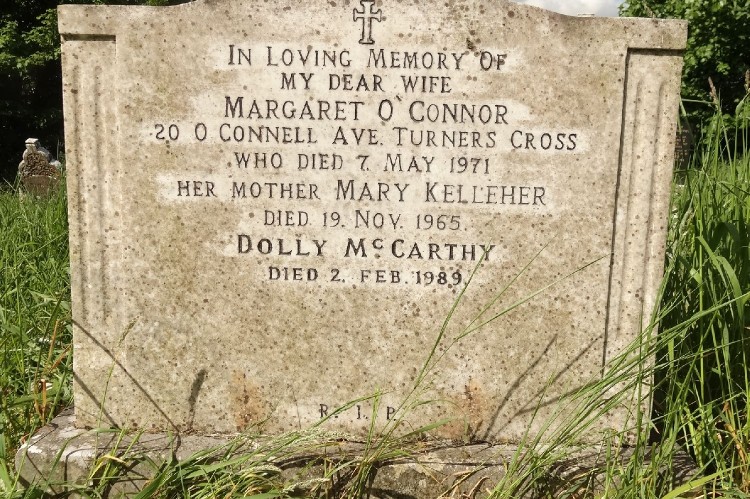 IN LOVING MEMORY OF
MY DEAR WIFE
MARGARET O'CONNOR
20 O CONNELL AVE. TURNERS CROSS
WHO DIED 7. MAY 1971
HER MOTHER MARY KELLEHER
DIED 19. NOV. 1965.
DOLLY McCARTHY
DIED 2. FEB. 1989
R. I. P.